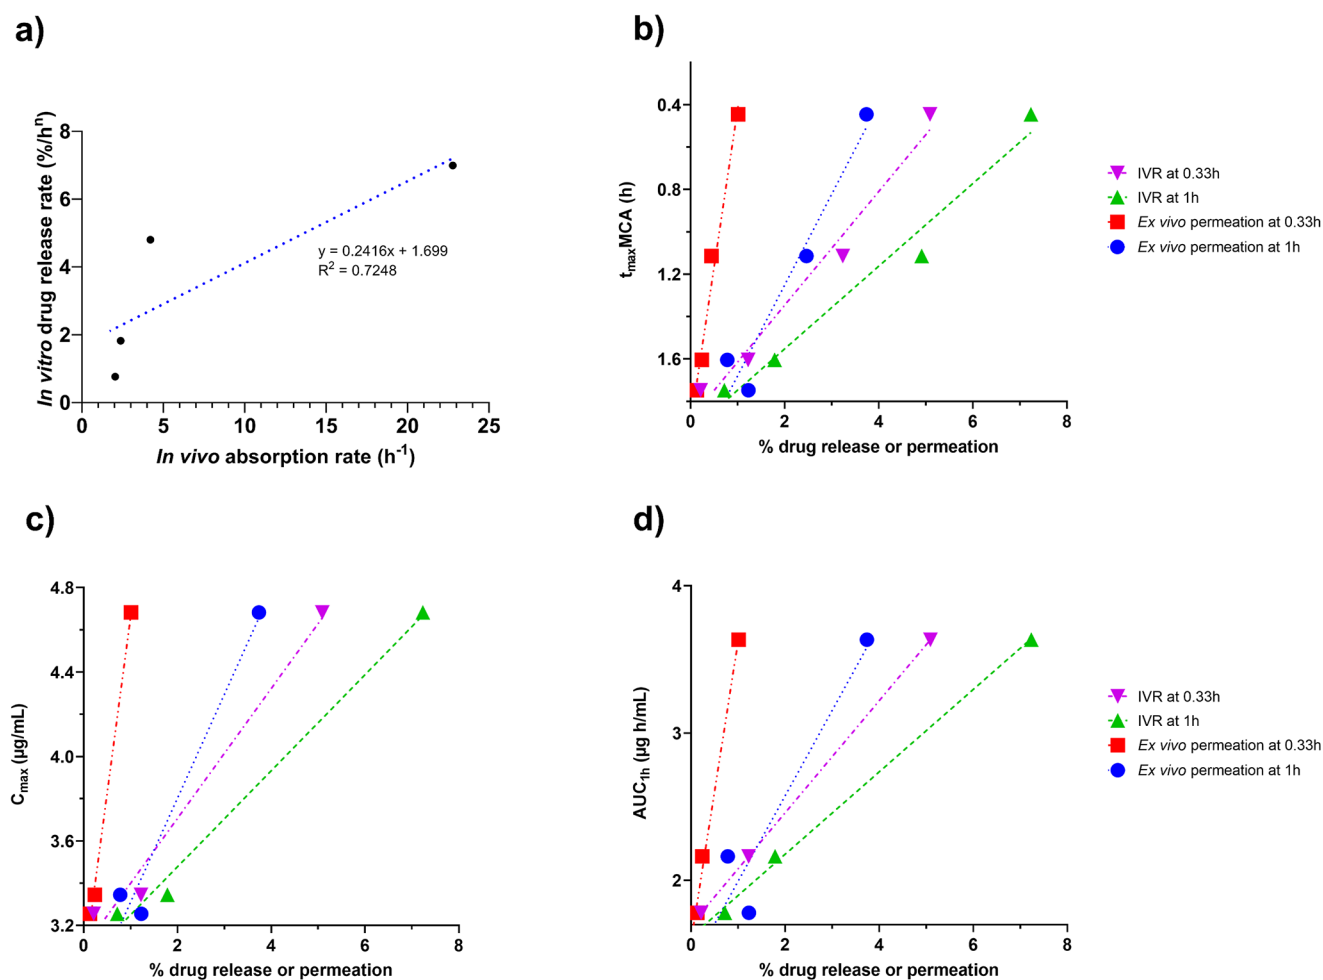 a)
In vitro drug release rate (%/hⁿ)
8
6
4
2
0
y = 0.2416x + 1.699
R² = 0.7248
0 5 10 15 20 25
In vivo absorption rate (h⁻¹)
b)
tmaxMCA (h)
0.4
0.8
1.2
1.6
0 2 4 6 8
% drug release or permeation
IVR at 0.33h
IVR at 1h
Ex vivo permeation at 0.33h
Ex vivo permeation at 1h
c)
Cmax (µg/mL)
4.8
4.4
4.0
3.6
3.2
0 2 4 6 8
% drug release or permeation
d)
AUC1h (µg h/mL)
4
3
2
0 2 4 6 8
% drug release or permeation
IVR at 0.33h
IVR at 1h
Ex vivo permeation at 0.33h
Ex vivo permeation at 1h